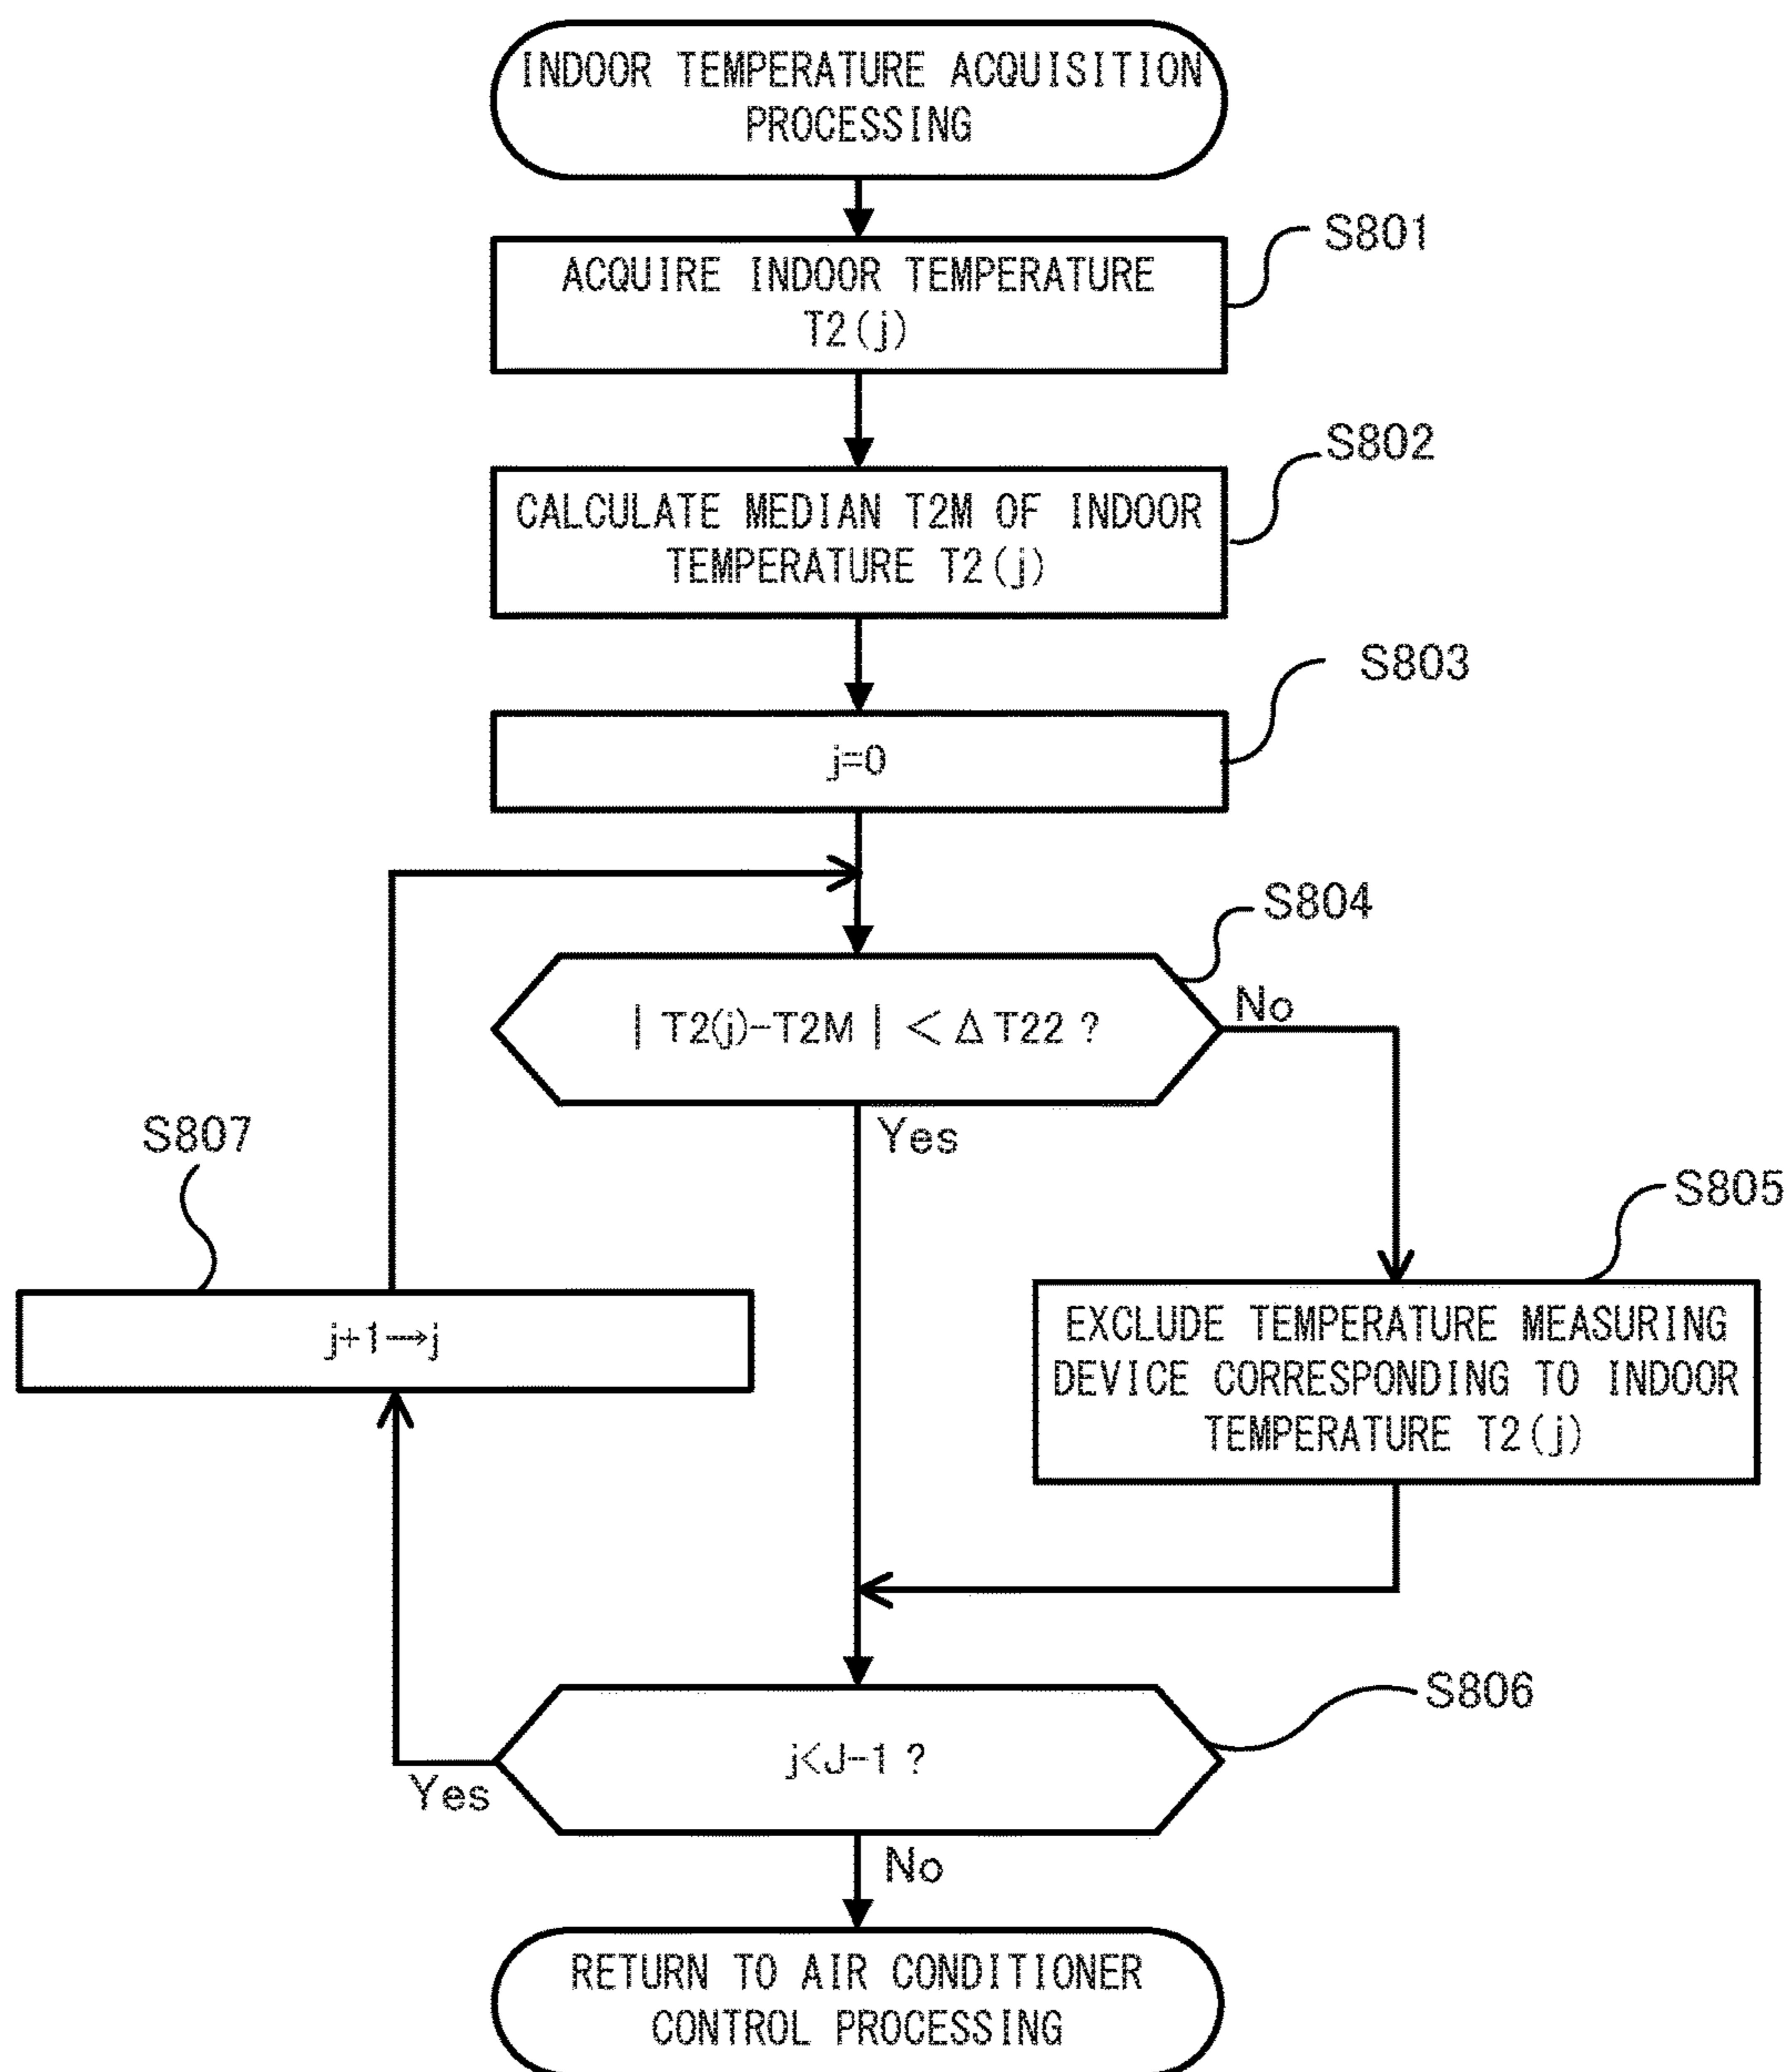 INDOOR TEMPERATURE ACQUISITION
PROCESSING
S801
ACQUIRE INDOOR TEMPERATURE
T2(j)
S802
CALCULATE MEDIAN T2M OF INDOOR
TEMPERATURE T2(j)
S803
j=0
S804
| T2(j)-T2M | < Δ T22 ?
No
Yes
S807
j+1→j
S805
EXCLUDE TEMPERATURE MEASURING
DEVICE CORRESPONDING TO INDOOR
TEMPERATURE T2(j)
S806
j<J-1 ?
Yes
No
RETURN TO AIR CONDITIONER
CONTROL PROCESSING